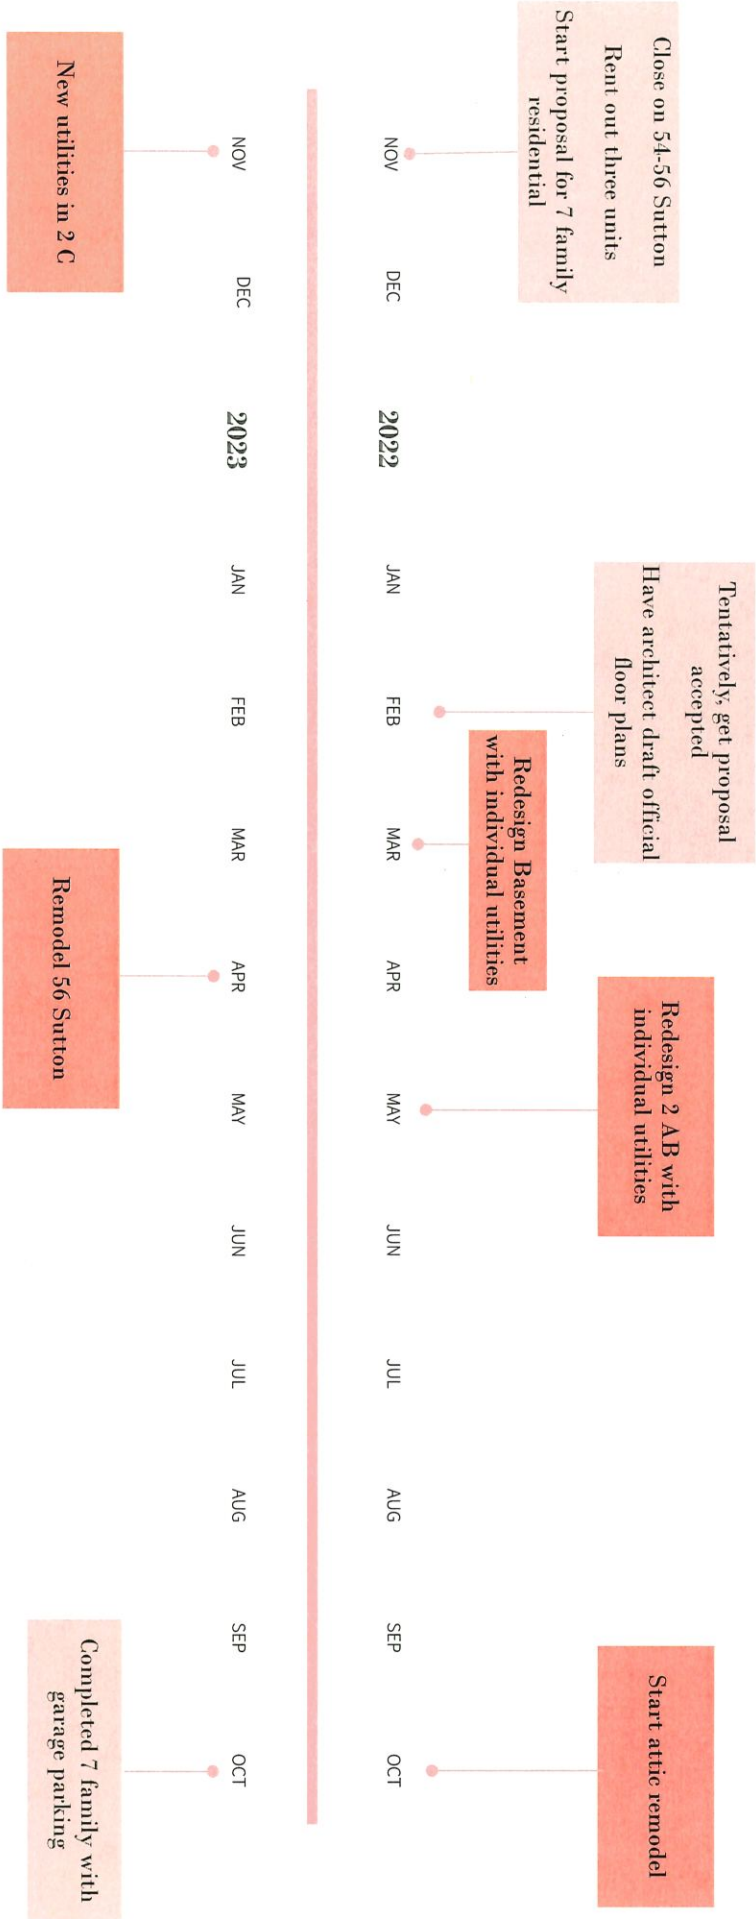 Close on 54-56 Sutton
Rent out three units
Start proposal for 7 family
residential
Tentatively, get proposal
accepted
Have architect draft official
floor plans
Redesign Basement
with individual utilities
Redesign 2 AB with
individual utilities
Start attic remodel
NOV DEC 2022 JAN FEB MAR APR MAY JUN JUL AUG SEP OCT
NOV DEC 2023 JAN FEB MAR APR MAY JUN JUL AUG SEP OCT
New utilities in 2 C
Remodel 56 Sutton
Completed 7 family with
garage parking